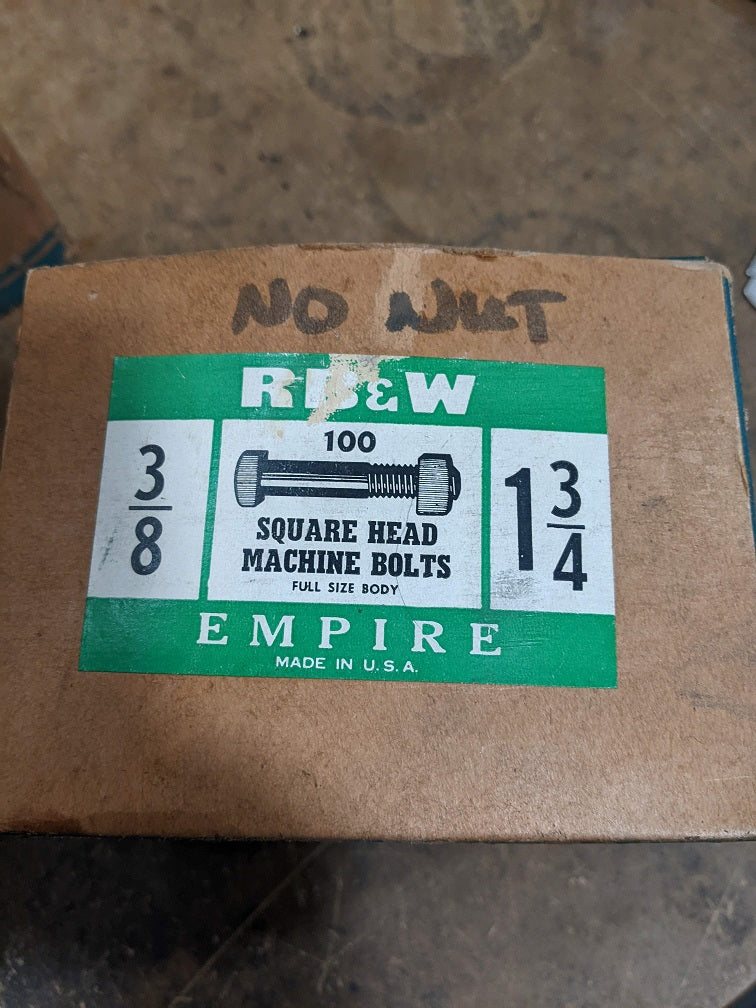 NO NUT
RB&W
100
3/8
1 3/4
SQUARE HEAD
MACHINE BOLTS
FULL SIZE BODY
EMPIRE
MADE IN U.S.A.